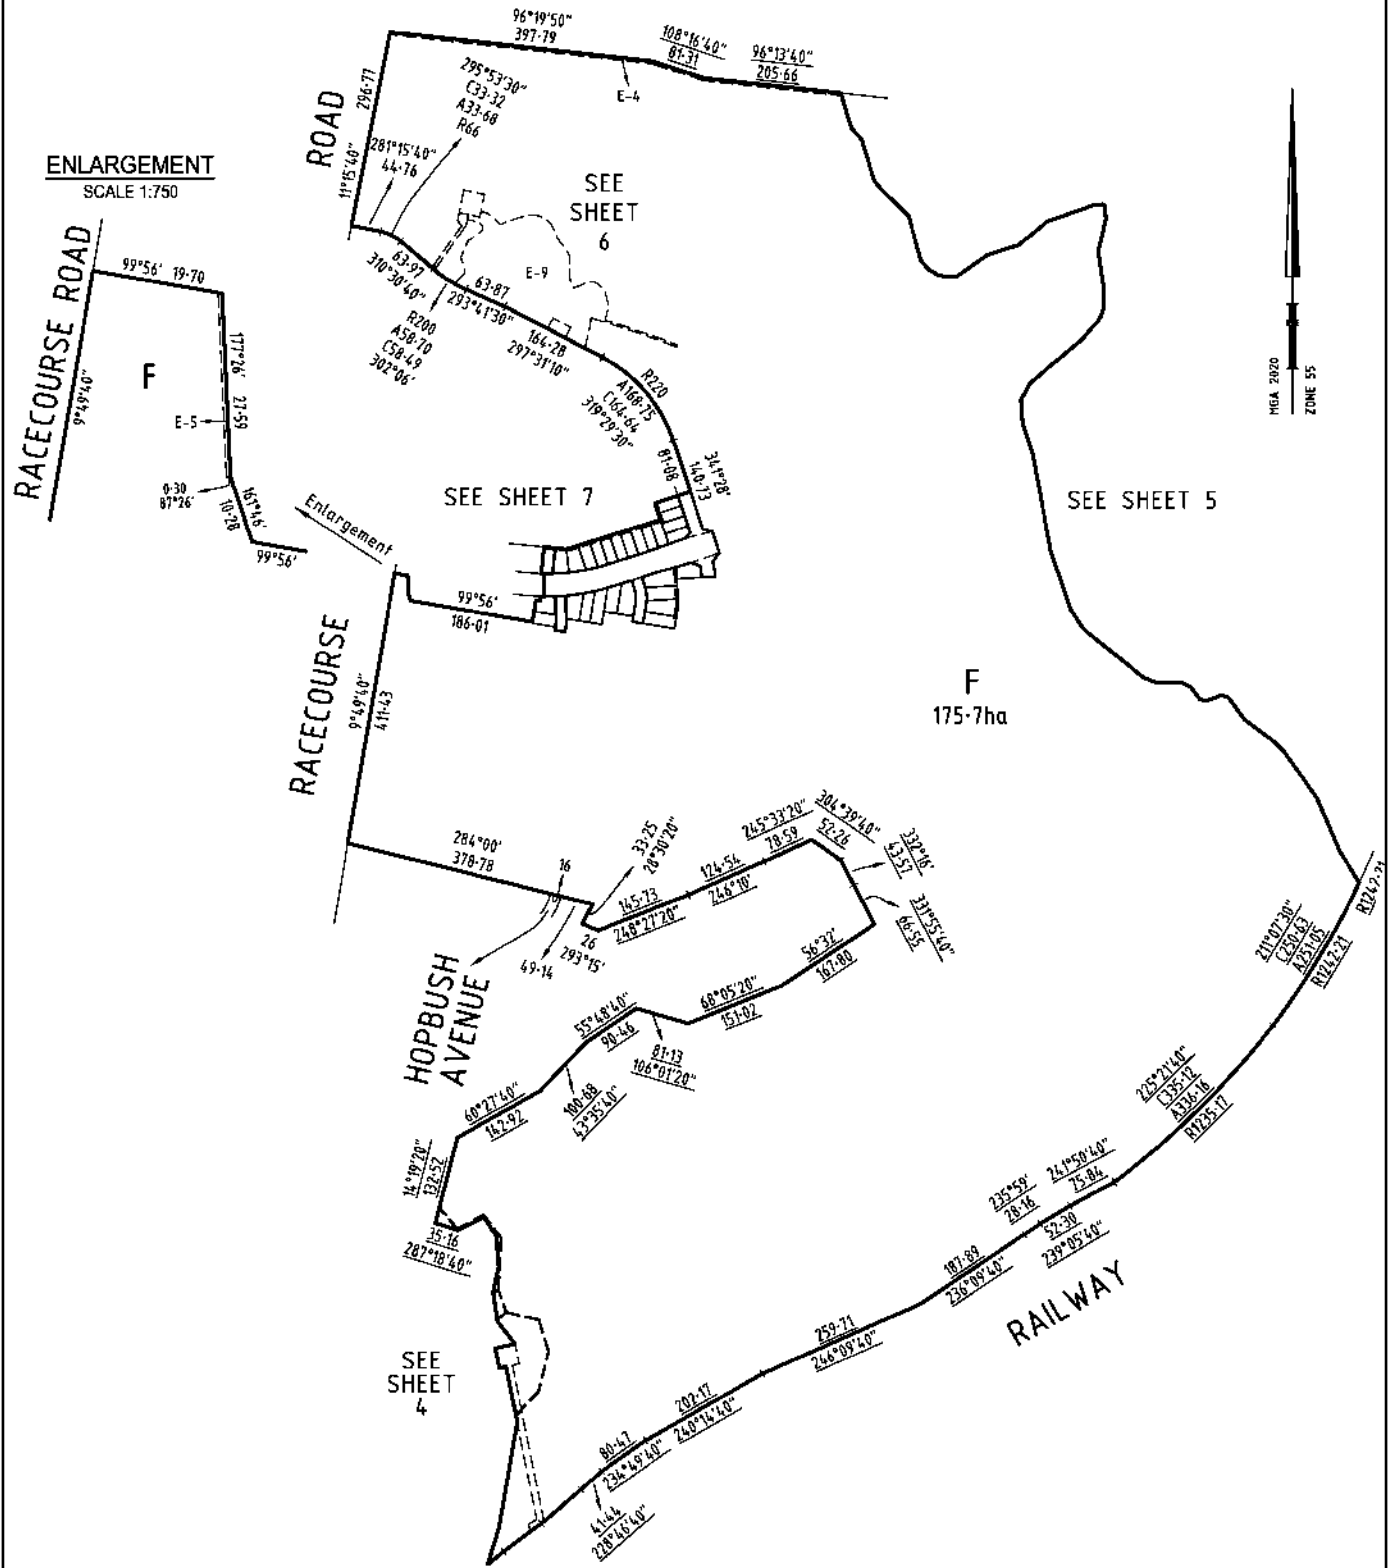 96°19'50"
397·79
108°16'40"
81·31
96°13'40"
205·66
E-4
295°53'30"
C33·32
A33·68
R66
281°15'40"
44·76
ROAD
11°15'40" 296·77
ENLARGEMENT
SCALE 1:750
RACECOURSE ROAD
9°49'40"
99°56' 19·70
F
177°26' 27·59
E-5
0·30
87°26'
161°46'
10·28
99°56'
SEE
SHEET
6
E-9
63·97
310°30'40"
63·87
293°41'30"
R200
A58·70
C58·49
302°06'
164·28
297°31'10"
R220
A168·75
C164·64
319°29'30"
81·08
140·73
341°28'
MGA 2020
ZONE 55
SEE SHEET 7
SEE SHEET 5
Enlargement
99°56'
186·01
RACECOURSE
9°49'40"
411·43
F
175·7ha
284°00'
378·78
16
33·25
28°30'20"
26
293°15'
49·14
HOPBUSH
AVENUE
145·73
248°27'20"
124·54
246°10'
245°33'20"
78·59
304°39'40"
52·26
332°16'
43·57
331°55'40"
66·55
56°32'
167·80
68°05'20"
151·02
81·13
106°01'20"
55°48'40"
90·46
100·68
43°35'40"
60°27'40"
142·92
14°19'20"
132·52
35·16
287°18'40"
R1242·21
211°07'30"
C250·63
A251·05
R1242·21
225°21'40"
C335·12
A336·16
R1235·17
241°50'40"
75·84
235°59'
28·16
52·30
239°05'40"
187·89
236°09'40"
RAILWAY
259·71
246°09'40"
202·17
240°14'40"
80·47
234°49'40"
41·44
228°46'40"
SEE
SHEET
4